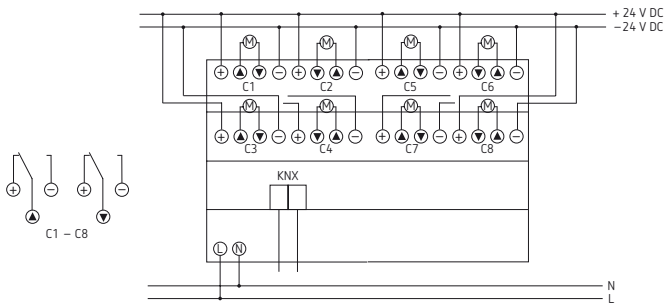 + 24 V DC
− 24 V DC
M M M M
+ − + − + − + −
C1 C2 C5 C6
M M M M
+ − + − + − + −
C3 C4 C7 C8
+ − + −
C1 – C8
KNX
L N
N
L